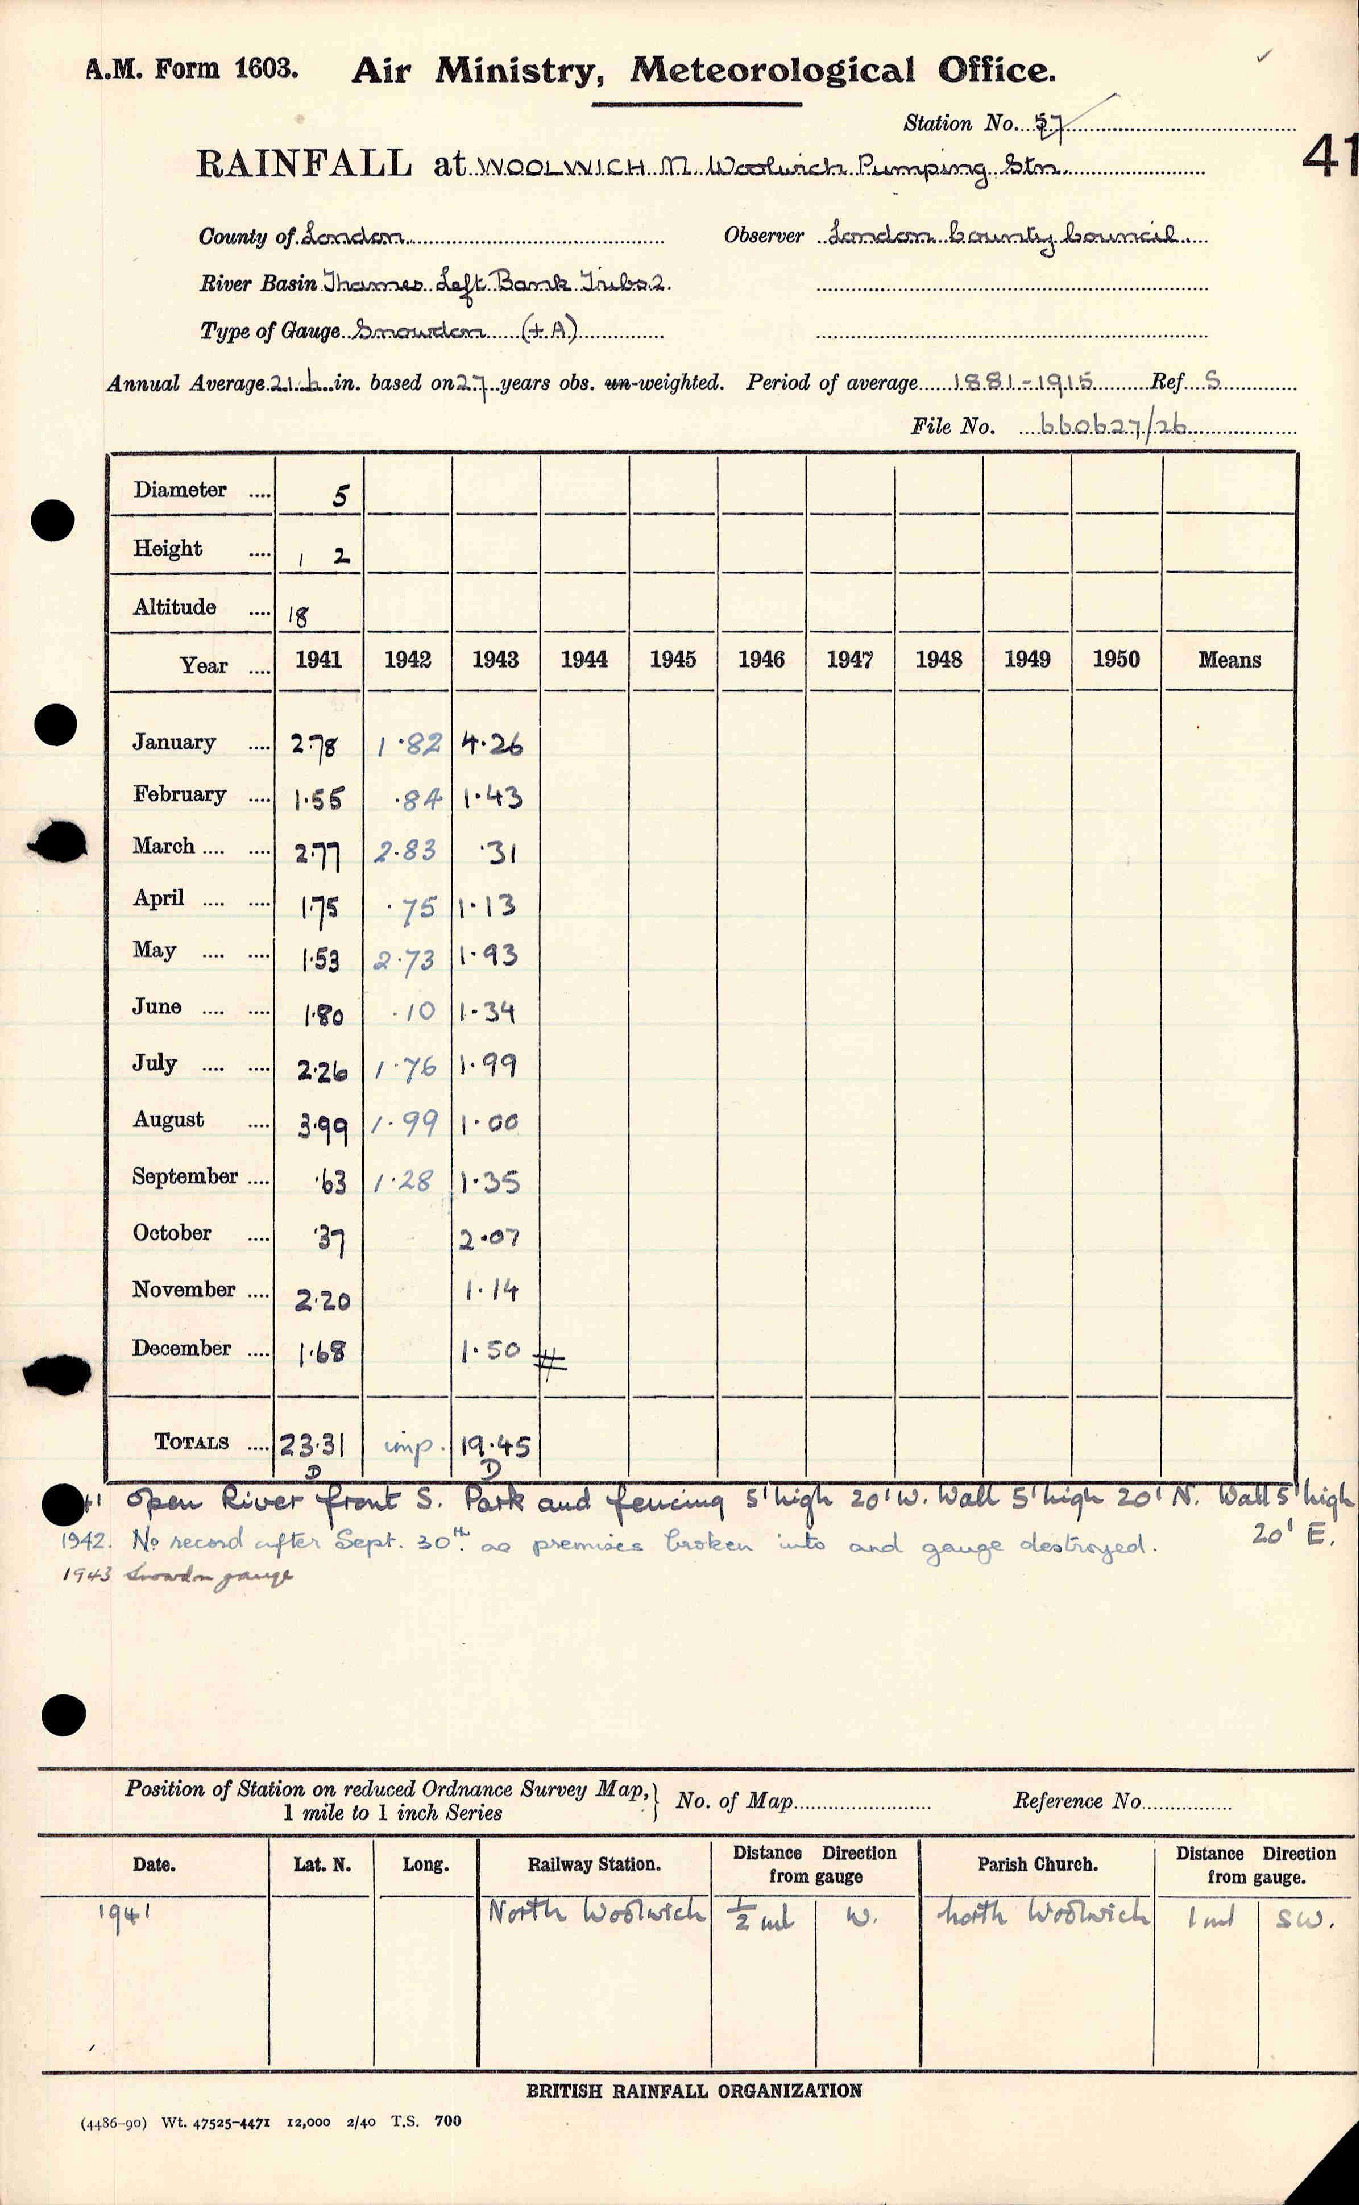 A.M. Form 1603. Air Ministry, Meteorological Office.
Station No. 57
41
RAINFALL at WOOLWICH N. Woolwich Pumping Stn.
County of London Observer London County Council.
River Basin Thames Left Bank Tribs 2.
Type of Gauge Snowdon (+A)
Annual Average 21.6 in. based on 27 years obs. un-weighted. Period of average 1881-1915 Ref S
File No. 660627/26
Diameter .... 5
Height .... 1 2
Altitude .... 18
Year .... 1941 1942 1943 1944 1945 1946 1947 1948 1949 1950 Means
January .... 2.78 1.82 4.26
February .... 1.55 .84 1.43
March .... .... 2.77 2.83 .31
April .... .... 1.75 .75 1.13
May .... .... 1.53 2.73 1.93
June .... .... 1.80 .10 1.34
July .... .... 2.26 1.76 1.99
August .... 3.99 1.99 1.00
September .... .63 1.28 1.35
October .... .37 2.07
November .... 2.20 1.14
December .... 1.68 1.50 #
TOTALS .... 23.31 imp. 19.45
D D
41 open River front S. Park and fencing 5' high 20' W. Wall 5' high 20' N. Wall 5' high
20' E.
1942. No record after Sept. 30th. as premises broken into and gauge destroyed.
1943 Snowdon gauge
Position of Station on reduced Ordnance Survey Map, } No. of Map Reference No.
1 mile to 1 inch Series
Date. Lat. N. Long. Railway Station. Distance Direction from gauge Parish Church. Distance Direction from gauge.
1941 North Woolwich ½ ml W. North Woolwich 1 ml SW.
BRITISH RAINFALL ORGANIZATION
(4486-90) Wt. 47525-4471 12,000 2/40 T.S. 700